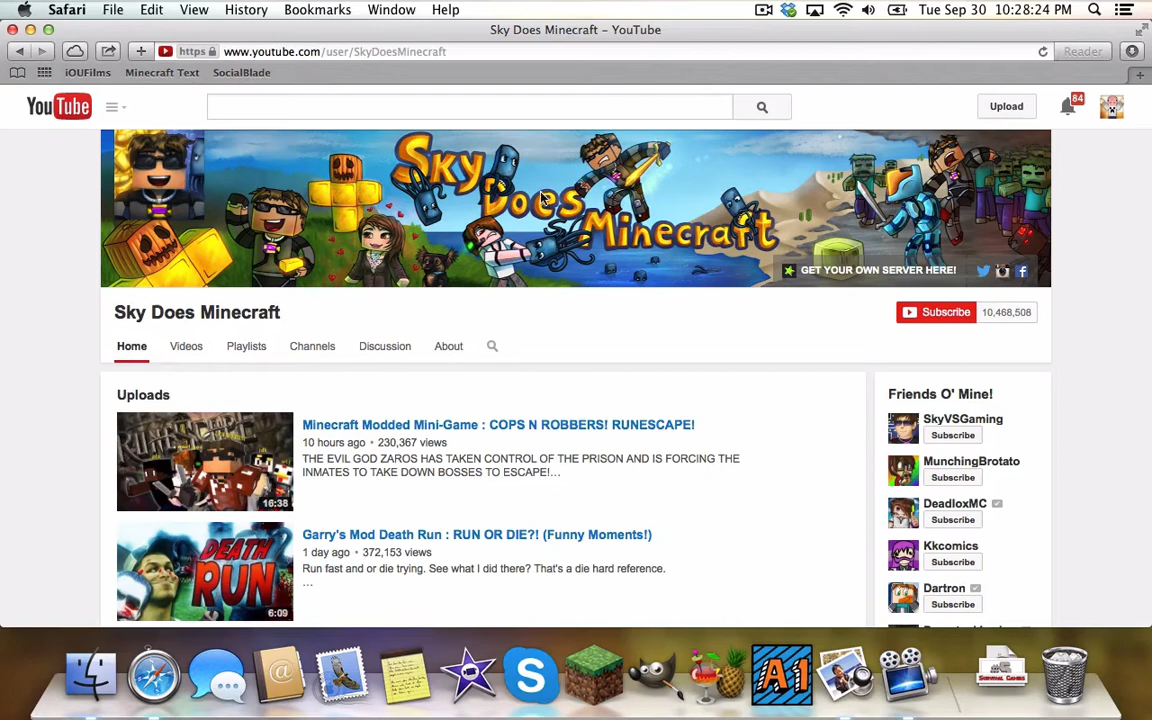 Safari File Edit View History Bookmarks Window Help Tue Sep 30 10:28:24 PM
Sky Does Minecraft – YouTube
https www.youtube.com/user/SkyDoesMinecraft Reader
iOUFilms Minecraft Text SocialBlade
YouTube Upload 84
Sky
Does
Minecraft
GET YOUR OWN SERVER HERE!
Sky Does Minecraft Subscribe 10,468,508
Home Videos Playlists Channels Discussion About
Uploads
Minecraft Modded Mini-Game : COPS N ROBBERS! RUNESCAPE!
10 hours ago • 230,367 views
THE EVIL GOD ZAROS HAS TAKEN CONTROL OF THE PRISON AND IS FORCING THE
INMATES TO TAKE DOWN BOSSES TO ESCAPE!...
16:38
Garry's Mod Death Run : RUN OR DIE?! (Funny Moments!)
1 day ago • 372,153 views
Run fast and or die trying. See what I did there? That's a die hard reference.
...
DEATH
RUN
6:09
Friends O' Mine!
SkyVSGaming
Subscribe
MunchingBrotato
Subscribe
DeadloxMC
Subscribe
Kkcomics
Subscribe
Dartron
Subscribe
A1
#5
SURVIVAL GAMES